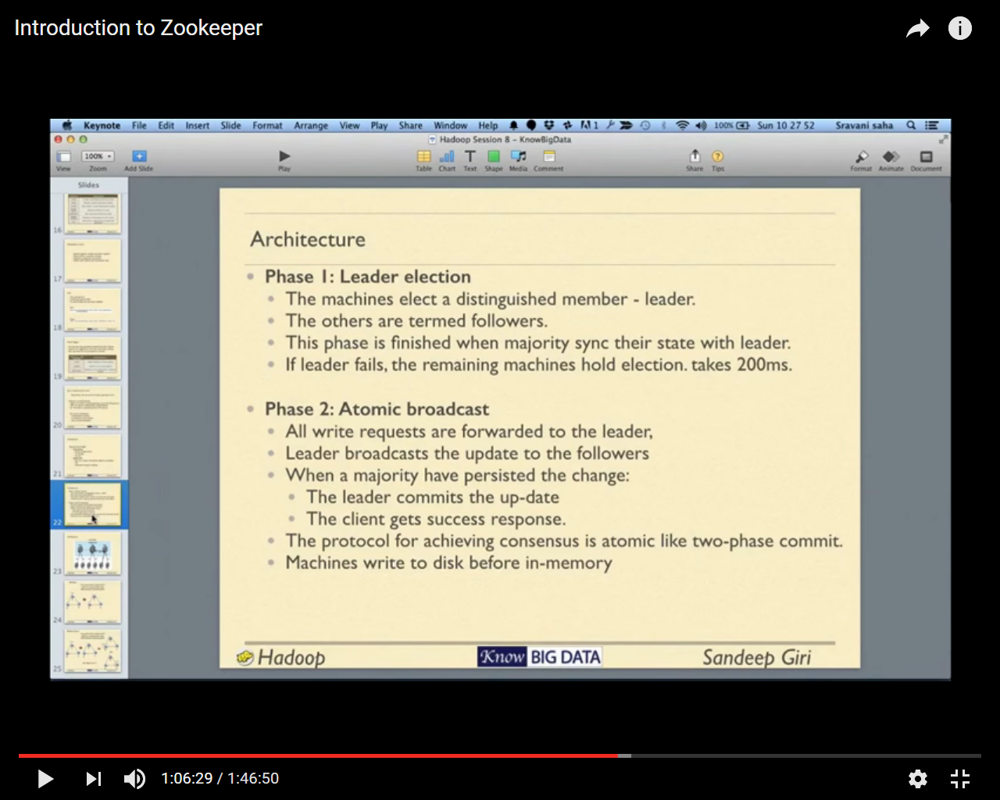 Introduction to Zookeeper
Keynote File Edit Insert Slide Format Arrange View Play Share Window Help 1 100% Sun 10 27 52 Sravani saha
Hadoop Session 8 - KnowBigData
100%
View Zoom Add Slide Play Table Chart Text Shape Media Comment Share Tips Format Animate Document
Slides
16
17
18
19
20
21
22
23
24
25
Architecture
• Phase 1: Leader election
• The machines elect a distinguished member - leader.
• The others are termed followers.
• This phase is finished when majority sync their state with leader.
• If leader fails, the remaining machines hold election. takes 200ms.
• Phase 2: Atomic broadcast
• All write requests are forwarded to the leader,
• Leader broadcasts the update to the followers
• When a majority have persisted the change:
• The leader commits the up-date
• The client gets success response.
• The protocol for achieving consensus is atomic like two-phase commit.
• Machines write to disk before in-memory
Hadoop Know BIG DATA Sandeep Giri
1:06:29 / 1:46:50